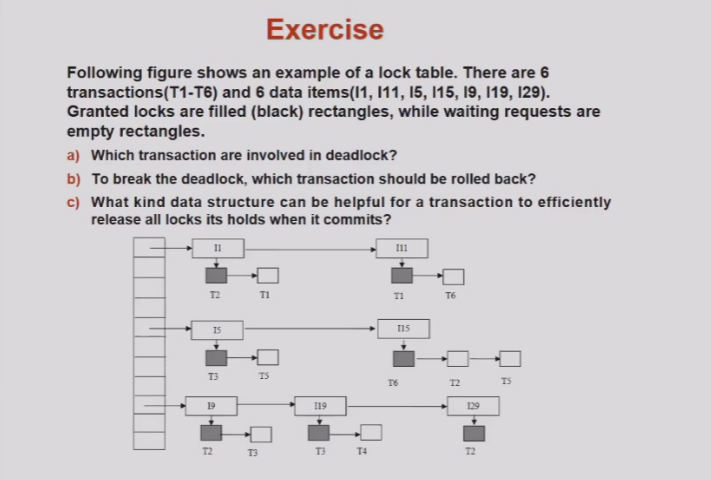 Exercise
Following figure shows an example of a lock table. There are 6
transactions(T1-T6) and 6 data items(I1, I11, I5, I15, I9, I19, I29).
Granted locks are filled (black) rectangles, while waiting requests are
empty rectangles.
a) Which transaction are involved in deadlock?
b) To break the deadlock, which transaction should be rolled back?
c) What kind data structure can be helpful for a transaction to efficiently
release all locks its holds when it commits?
I1 I11
T2 T1 T1 T6
I5 I15
T3 T5 T6 T2 T5
I9 I19 I29
T2 T3 T3 T4 T2